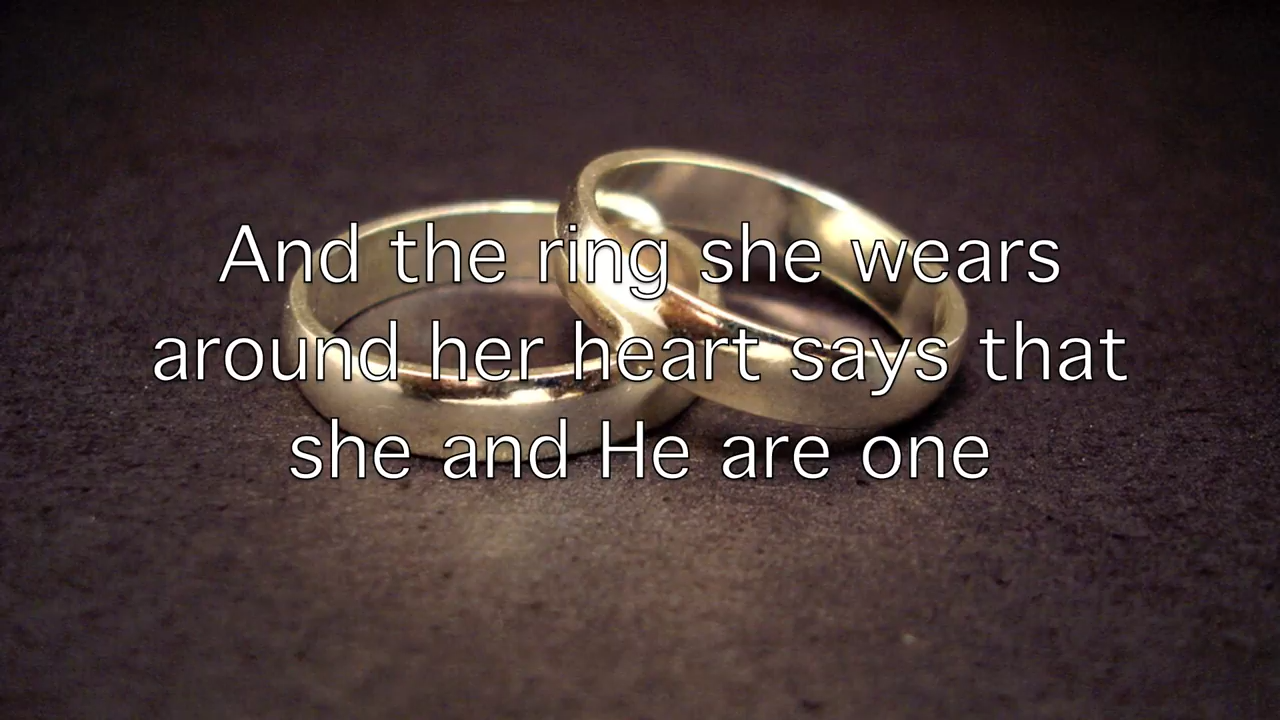 And the ring she wears
around her heart says that
she and He are one